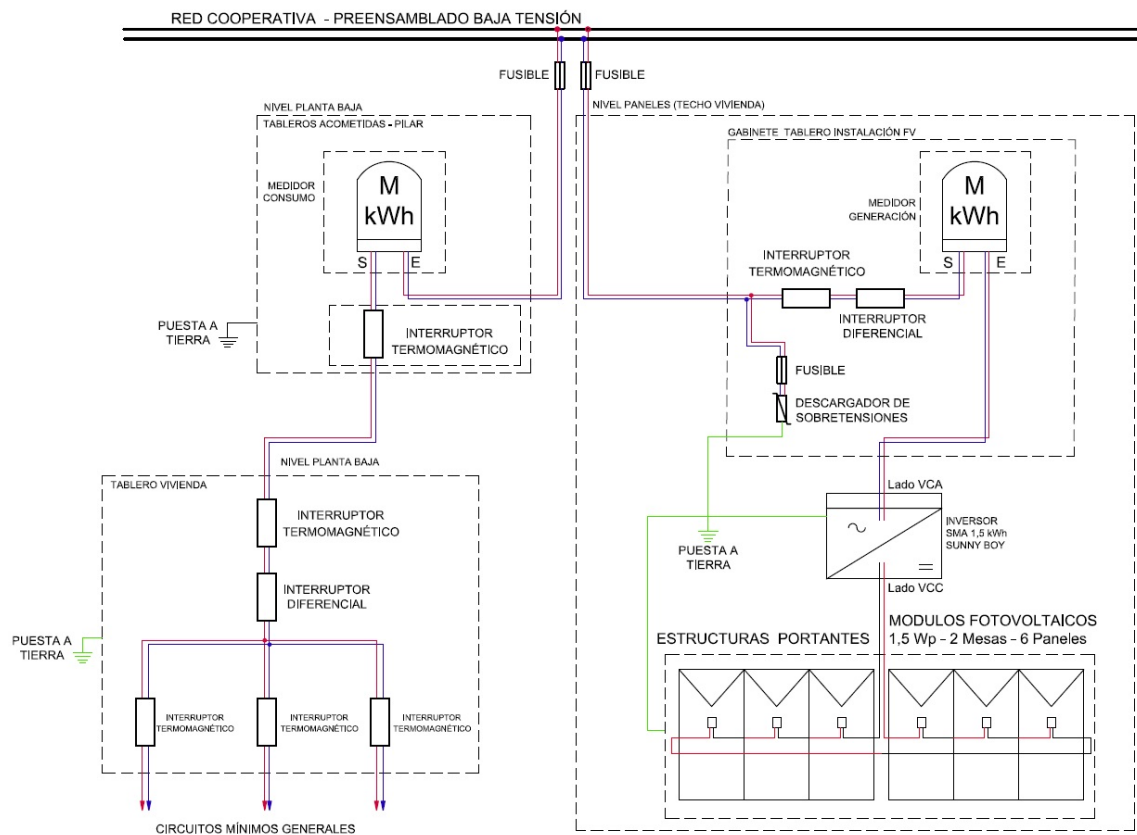 RED COOPERATIVA - PREENSAMBLADO BAJA TENSIÓN
FUSIBLE
FUSIBLE
NIVEL PLANTA BAJA
TABLEROS ACOMETIDAS - PILAR
MEDIDOR
CONSUMO
M
kWh
S
E
PUESTA A
TIERRA
INTERRUPTOR
TERMOMAGNÉTICO
NIVEL PANELES (TECHO VIVIENDA)
GABINETE TABLERO INSTALACIÓN FV
MEDIDOR
GENERACIÓN
M
kWh
S
E
INTERRUPTOR
TERMOMAGNÉTICO
INTERRUPTOR
DIFERENCIAL
FUSIBLE
DESCARGADOR DE
SOBRETENSIONES
PUESTA A
TIERRA
Lado VCA
INVERSOR
SMA 1,5 kWh
SUNNY BOY
Lado VCC
ESTRUCTURAS PORTANTES
MODULOS FOTOVOLTAICOS
1,5 Wp - 2 Mesas - 6 Paneles
NIVEL PLANTA BAJA
TABLERO VIVIENDA
INTERRUPTOR
TERMOMAGNÉTICO
INTERRUPTOR
DIFERENCIAL
PUESTA A
TIERRA
INTERRUPTOR
TERMOMAGNÉTICO
INTERRUPTOR
TERMOMAGNÉTICO
INTERRUPTOR
TERMOMAGNÉTICO
CIRCUITOS MÍNIMOS GENERALES